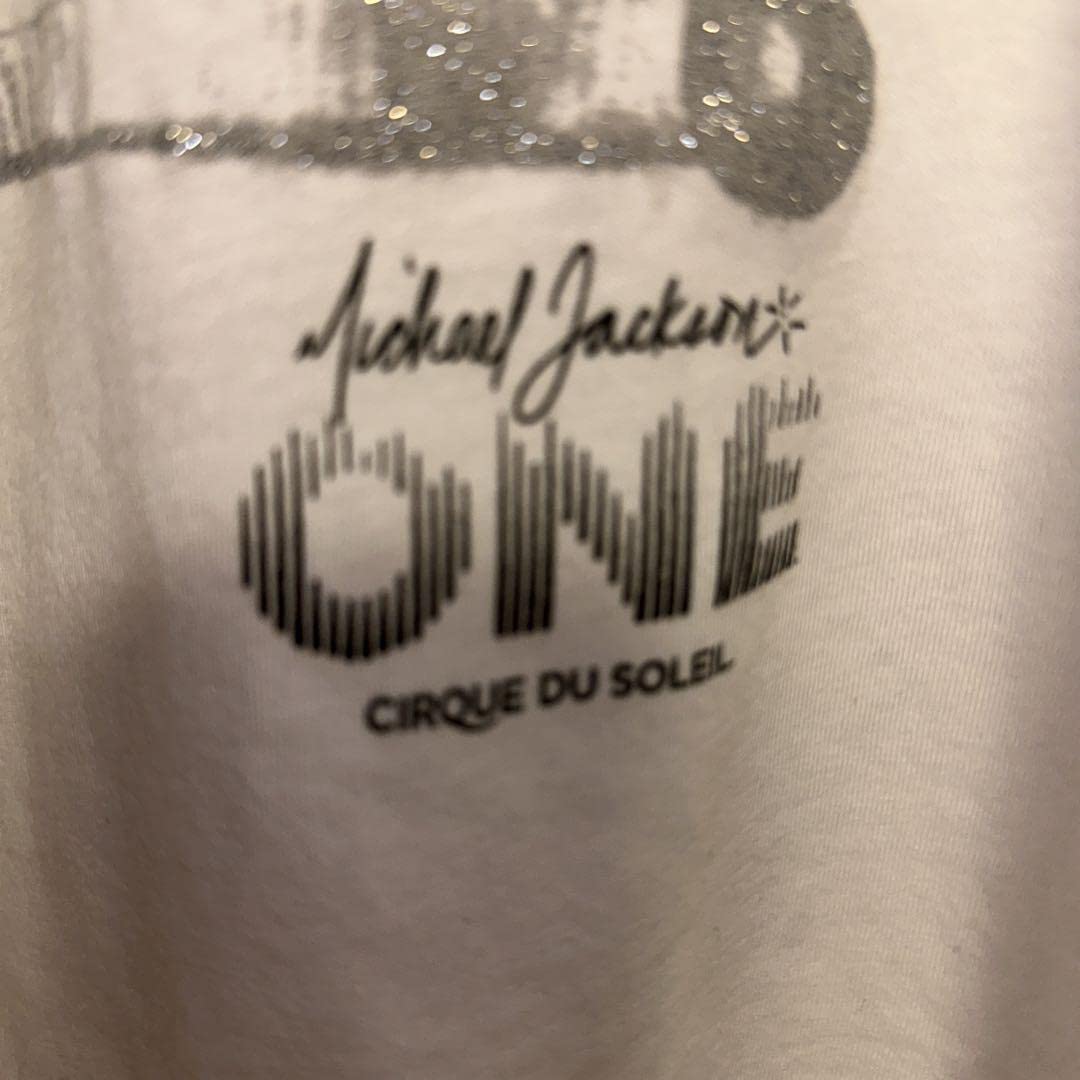 Michael Jackson
ONE
CIRQUE DU SOLEIL